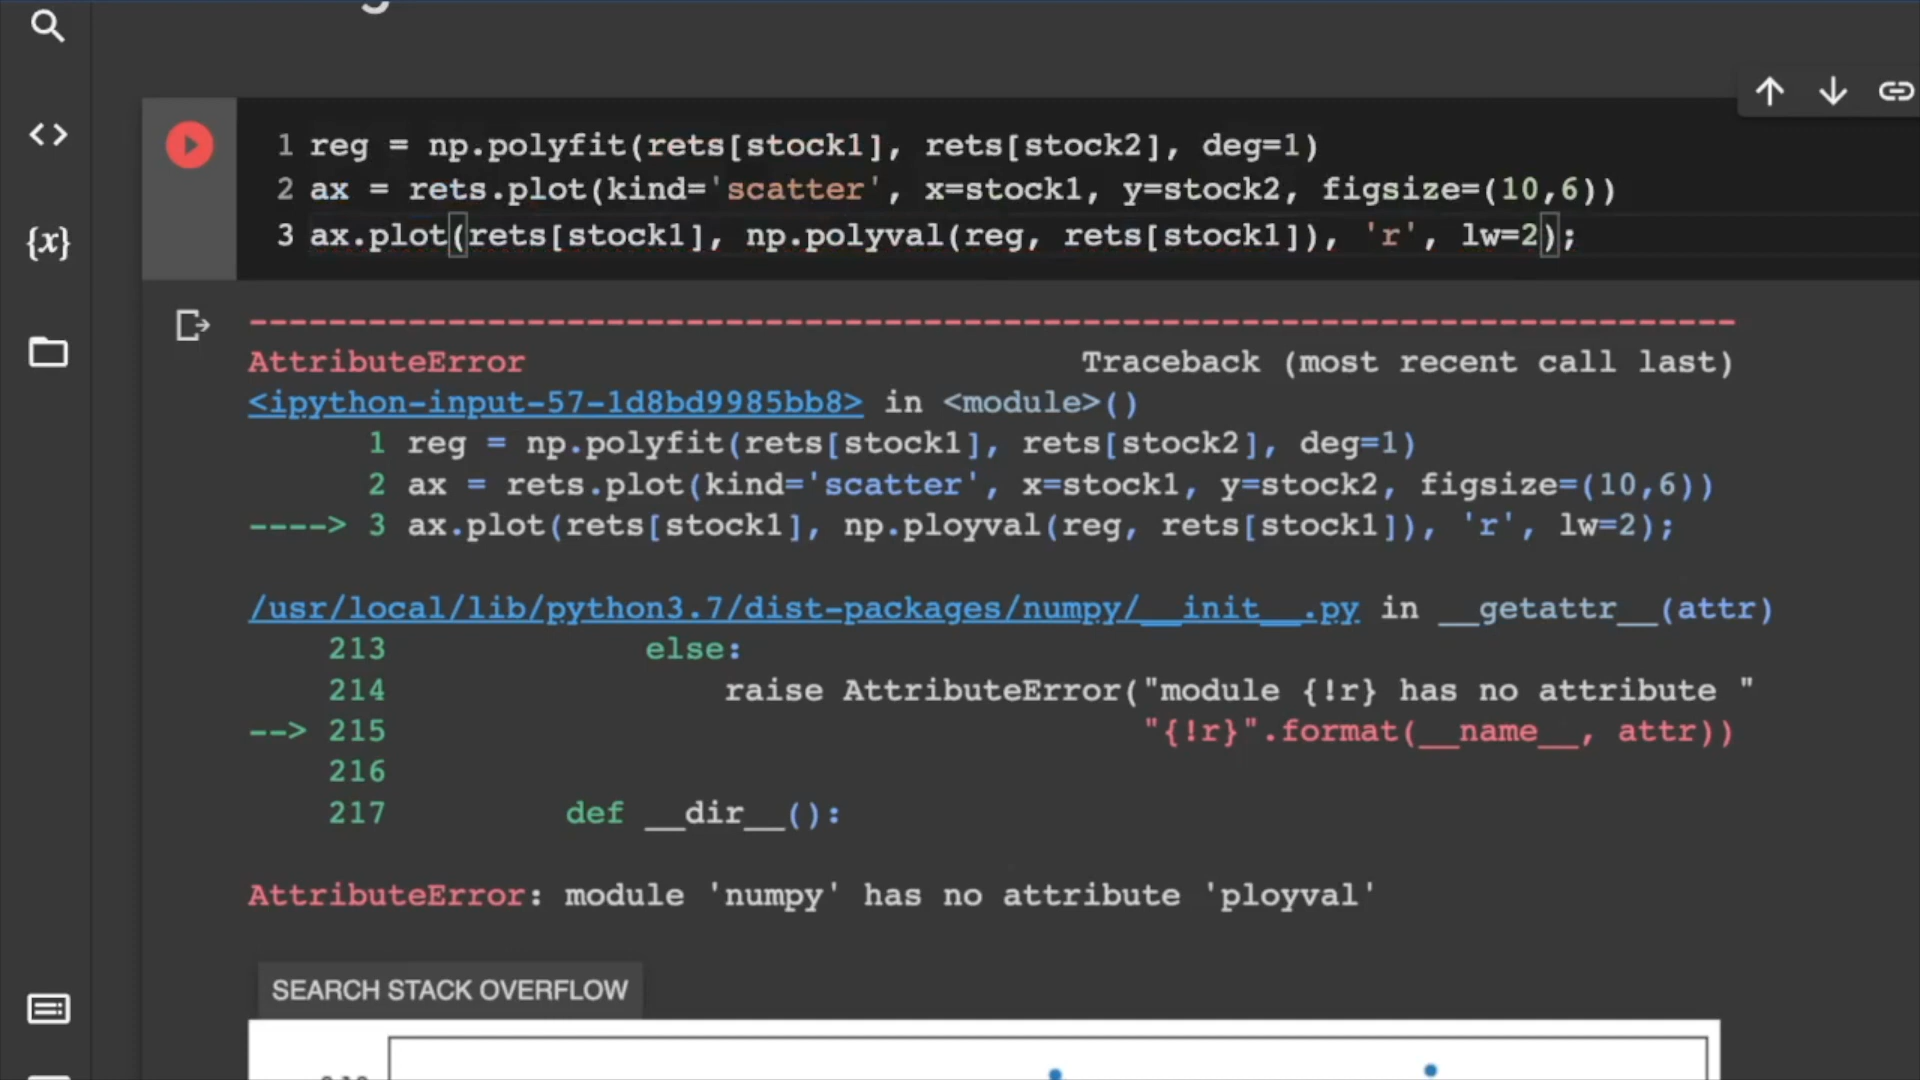 1 reg = np.polyfit(rets[stock1], rets[stock2], deg=1)
2 ax = rets.plot(kind='scatter', x=stock1, y=stock2, figsize=(10,6))
3 ax.plot(rets[stock1], np.polyval(reg, rets[stock1]), 'r', lw=2);
{x}
---------------------------------------------------------------------------
AttributeError Traceback (most recent call last)
<ipython-input-57-1d8bd9985bb8> in <module>()
1 reg = np.polyfit(rets[stock1], rets[stock2], deg=1)
2 ax = rets.plot(kind='scatter', x=stock1, y=stock2, figsize=(10,6))
----> 3 ax.plot(rets[stock1], np.ployval(reg, rets[stock1]), 'r', lw=2);
/usr/local/lib/python3.7/dist-packages/numpy/__init__.py in __getattr__(attr)
213 else:
214 raise AttributeError("module {!r} has no attribute "
--> 215 "{!r}".format(__name__, attr))
216
217 def __dir__():
AttributeError: module 'numpy' has no attribute 'ployval'
SEARCH STACK OVERFLOW